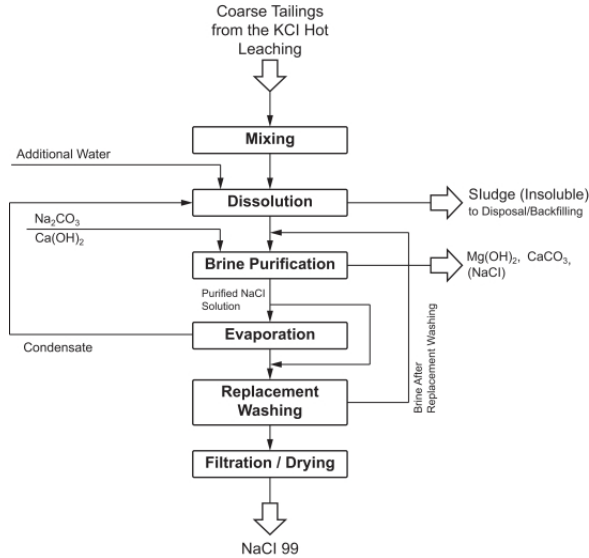 Coarse Tailings
from the KCl Hot
Leaching
Mixing
Additional Water
Dissolution
Sludge (Insoluble)
to Disposal/Backfilling
Na₂CO₃
Ca(OH)₂
Brine Purification
Mg(OH)₂, CaCO₃,
(NaCl)
Purified NaCl
Solution
Evaporation
Condensate
Brine After
Replacement Washing
Replacement
Washing
Filtration / Drying
NaCl 99